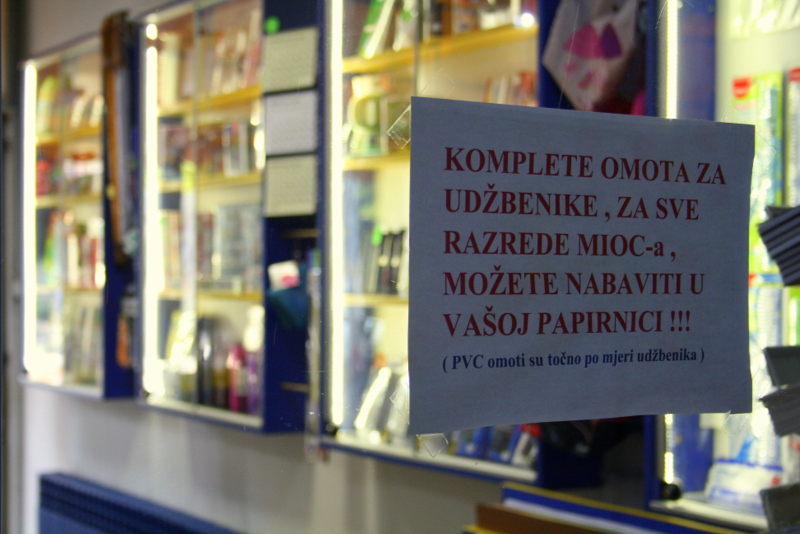 KOMPLETE OMOTA ZA
UDŽBENIKE , ZA SVE
RAZREDE MIOC-a ,
MOŽETE NABAVITI U
VAŠOJ PAPIRNICI !!!
( PVC omoti su točno po mjeri udžbenika )